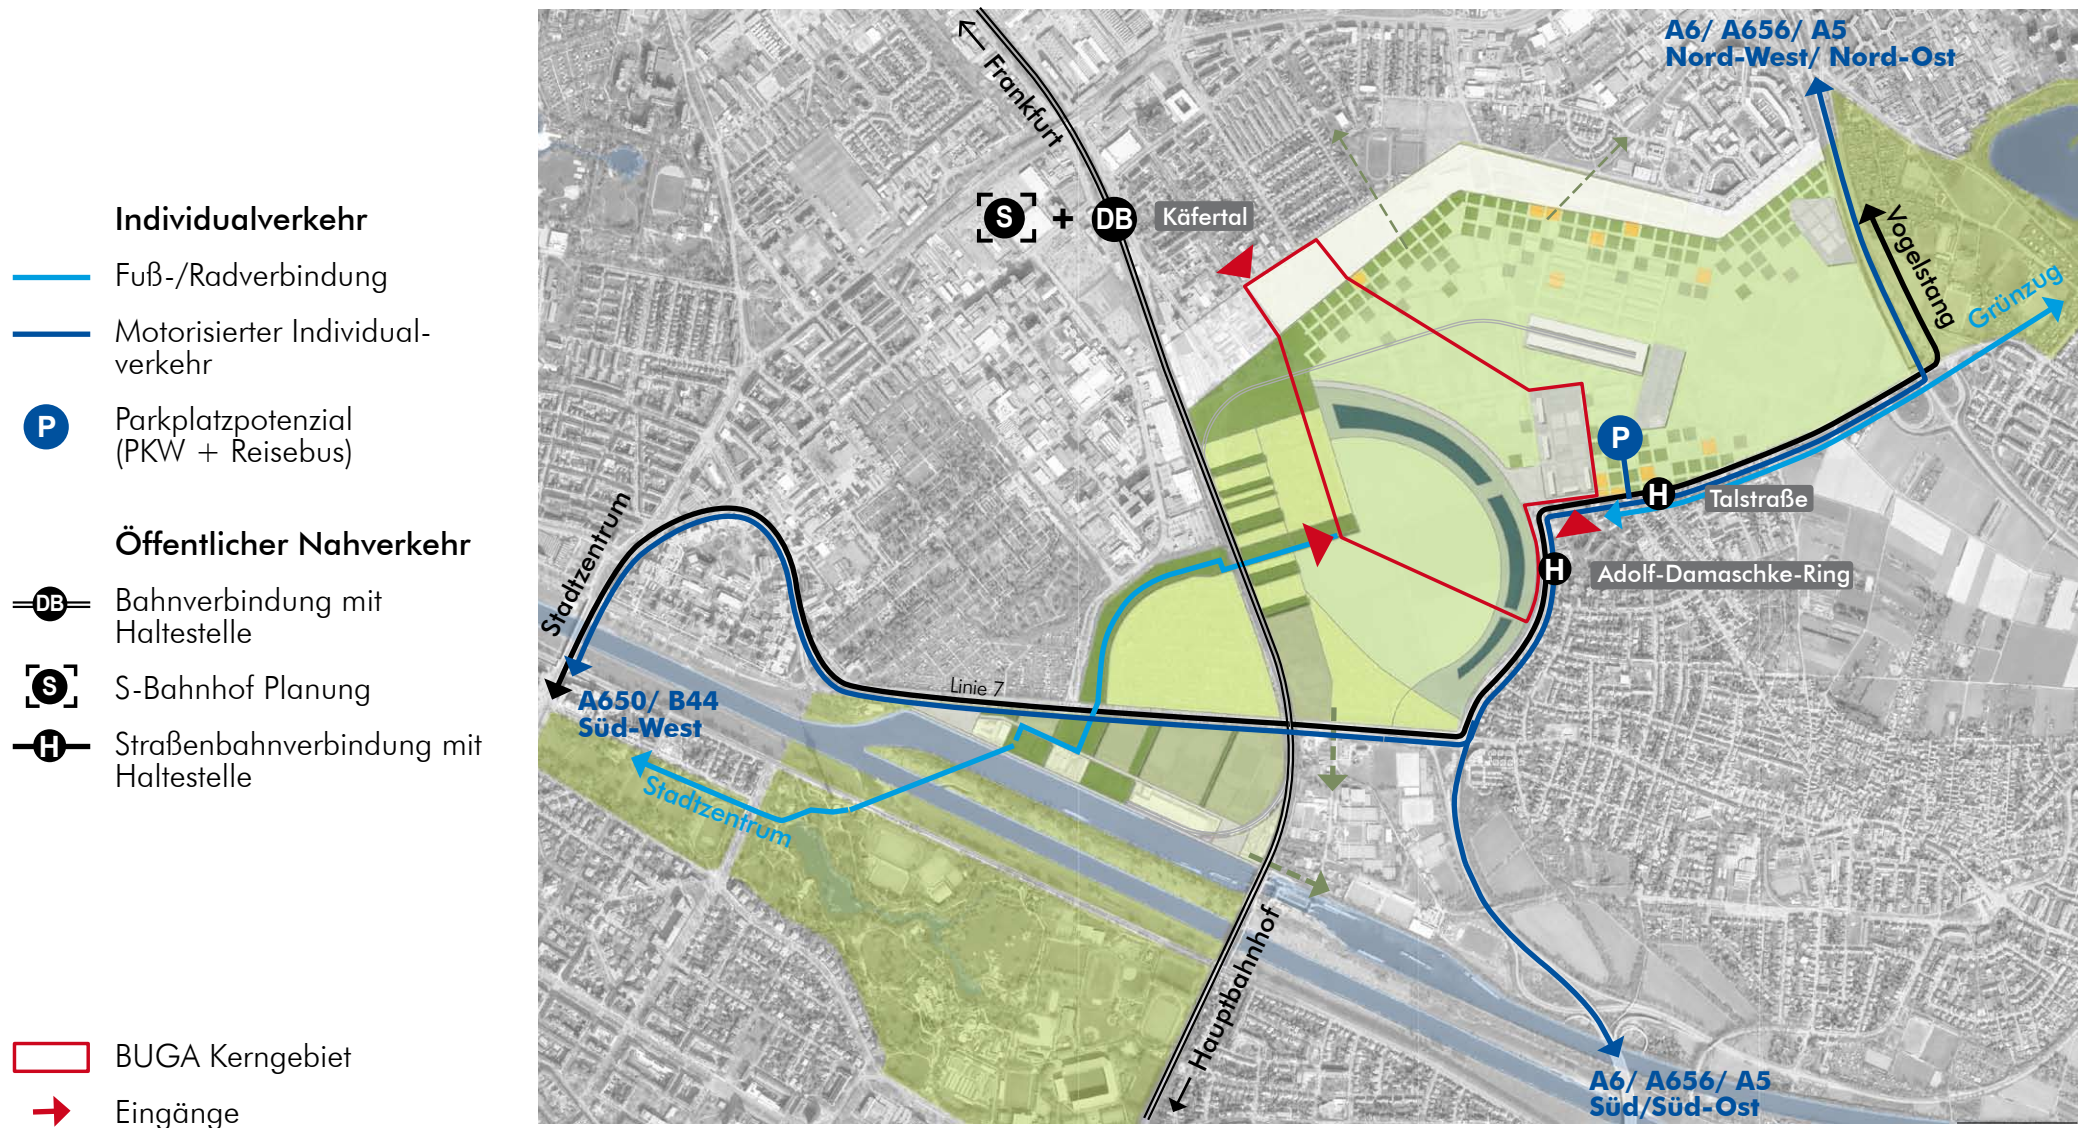 Individualverkehr
Fuß-/Radverbindung
Motorisierter Individual-
verkehr
P
Parkplatzpotenzial
(PKW + Reisebus)
Öffentlicher Nahverkehr
DB
Bahnverbindung mit
Haltestelle
S
S-Bahnhof Planung
H
Straßenbahnverbindung mit
Haltestelle
BUGA Kerngebiet
Eingänge
A6/ A656/ A5
Nord-West/ Nord-Ost
Frankfurt
S + DB
Käfertal
Vogelstang
Grünzug
P
H
Talstraße
H
Adolf-Damaschke-Ring
Stadtzentrum
Linie 7
A650/ B44
Süd-West
Stadtzentrum
Hauptbahnhof
A6/ A656/ A5
Süd/Süd-Ost